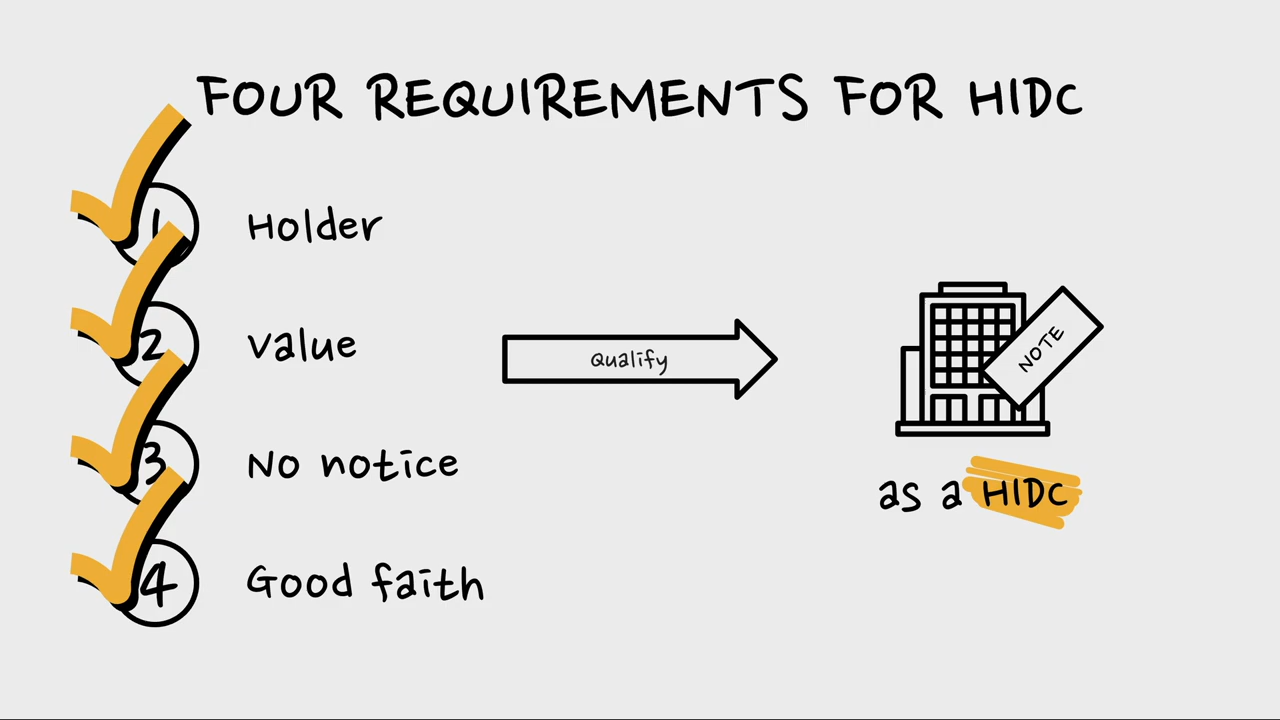 FOUR REQUIREMENTS FOR HIDC
1 Holder
2 Value
3 No notice
4 Good faith
Qualify
NOTE
as a HIDC